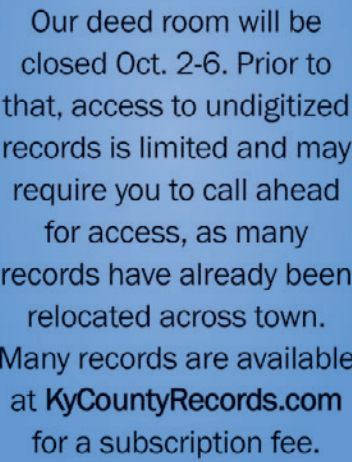 Our deed room will be
closed Oct. 2-6. Prior to
that, access to undigitized
records is limited and may
require you to call ahead
for access, as many
records have already been
relocated across town.
Many records are available
at KyCountyRecords.com
for a subscription fee.